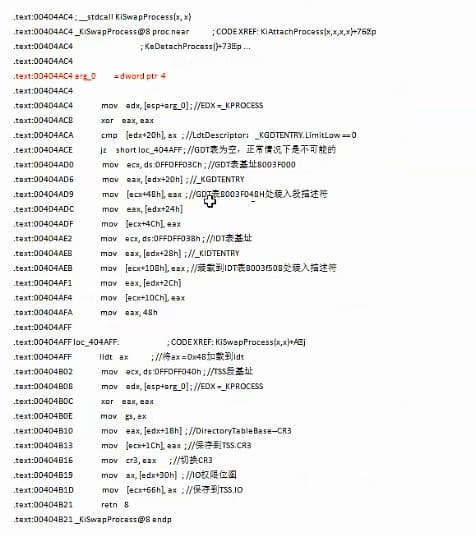 .text:00404AC4 ; __stdcall KiSwapProcess(x,x)
.text:00404AC4 _KiSwapProcess@8 proc near ; CODE XREF: KiAttachProcess(x,x,x,x)+76↓p
.text:00404AC4 ; KeDetachProcess()+73↓p ...
.text:00404AC4
.text:00404AC4 arg_0 = dword ptr 4
.text:00404AC4
.text:00404AC4 mov edx, [esp+arg_0] ; //EDX =_KPROCESS
.text:00404AC8 xor eax, eax
.text:00404ACA cmp [edx+20h], ax ; //LdtDescriptor: _KGDTENTRY.LimitLow == 0
.text:00404ACE jz short loc_404AFF ; //GDT表为空，正常情况下是不可能的
.text:00404AD0 mov ecx, ds:0FFDFF03Ch ; //GDT表基址8003F000
.text:00404AD6 mov eax, [edx+20h] ; //_KGDTENTRY
.text:00404AD9 mov [ecx+48h], eax ; //GDT表8003F048H处装入段描述符
.text:00404ADC mov eax, [edx+24h]
.text:00404ADF mov [ecx+4Ch], eax
.text:00404AE2 mov ecx, ds:0FFDFF038h ; //IDT表基址
.text:00404AE8 mov eax, [edx+28h] ; //_KIDTENTRY
.text:00404AEB mov [ecx+108h], eax ; //装载到IDT表8003f508处装入描述符
.text:00404AF1 mov eax, [edx+2Ch]
.text:00404AF4 mov [ecx+10Ch], eax
.text:00404AFA mov eax, 48h
.text:00404AFF
.text:00404AFF loc_404AFF: ; CODE XREF: KiSwapProcess(x,x)+A↑j
.text:00404AFF lldt ax ; //将ax=0x48加载到ldt
.text:00404B02 mov ecx, ds:0FFDFF040h ; //TSS段基址
.text:00404B08 mov edx, [esp+arg_0] ; //EDX =_KPROCESS
.text:00404B0C xor eax, eax
.text:00404B0E mov gs, ax
.text:00404B10 mov eax, [edx+18h] ; //DirectoryTableBase--CR3
.text:00404B13 mov [ecx+1Ch], eax ; //保存到TSS.CR3
.text:00404B16 mov cr3, eax ; //切换CR3
.text:00404B19 mov ax, [edx+30h] ; //IO权限位图
.text:00404B1D mov [ecx+66h], ax ; //保存到TSS.IO
.text:00404B21 retn 8
.text:00404B21 _KiSwapProcess@8 endp